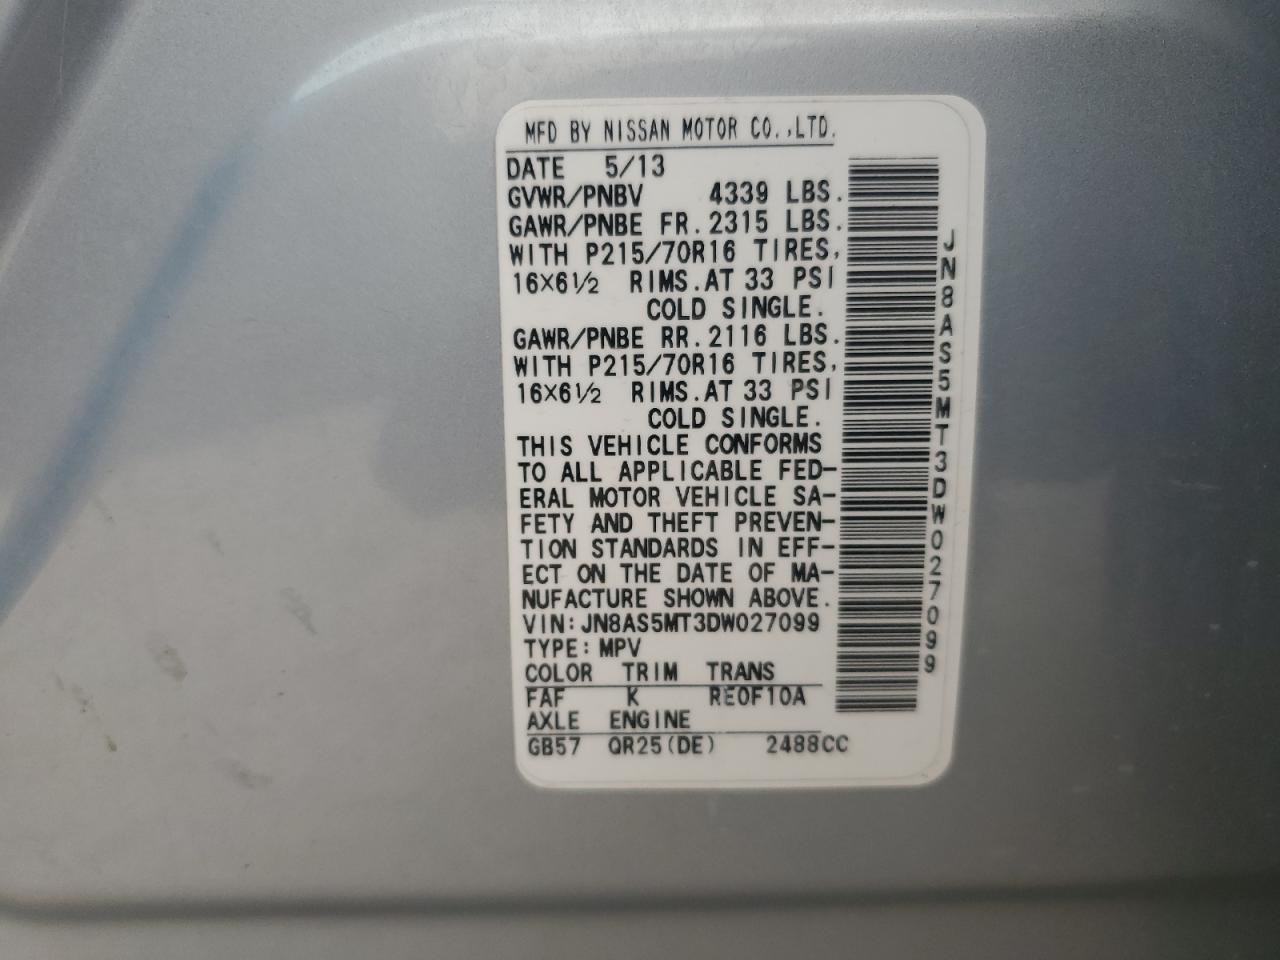 MFD BY NISSAN MOTOR CO.,LTD.
DATE 5/13
GVWR/PNBV 4339 LBS.
GAWR/PNBE FR. 2315 LBS.
WITH P215/70R16 TIRES,
16×6½ RIMS. AT 33 PSI
COLD SINGLE.
GAWR/PNBE RR. 2116 LBS.
WITH P215/70R16 TIRES,
16×6½ RIMS. AT 33 PSI
COLD SINGLE.
THIS VEHICLE CONFORMS
TO ALL APPLICABLE FED-
ERAL MOTOR VEHICLE SA-
FETY AND THEFT PREVEN-
TION STANDARDS IN EFF-
ECT ON THE DATE OF MA-
NUFACTURE SHOWN ABOVE.
VIN: JN8AS5MT3DW027099
TYPE: MPV
COLOR TRIM TRANS
FAF K RE0F10A
AXLE ENGINE
GB57 QR25(DE) 2488CC
JN8AS5MT3DW027099